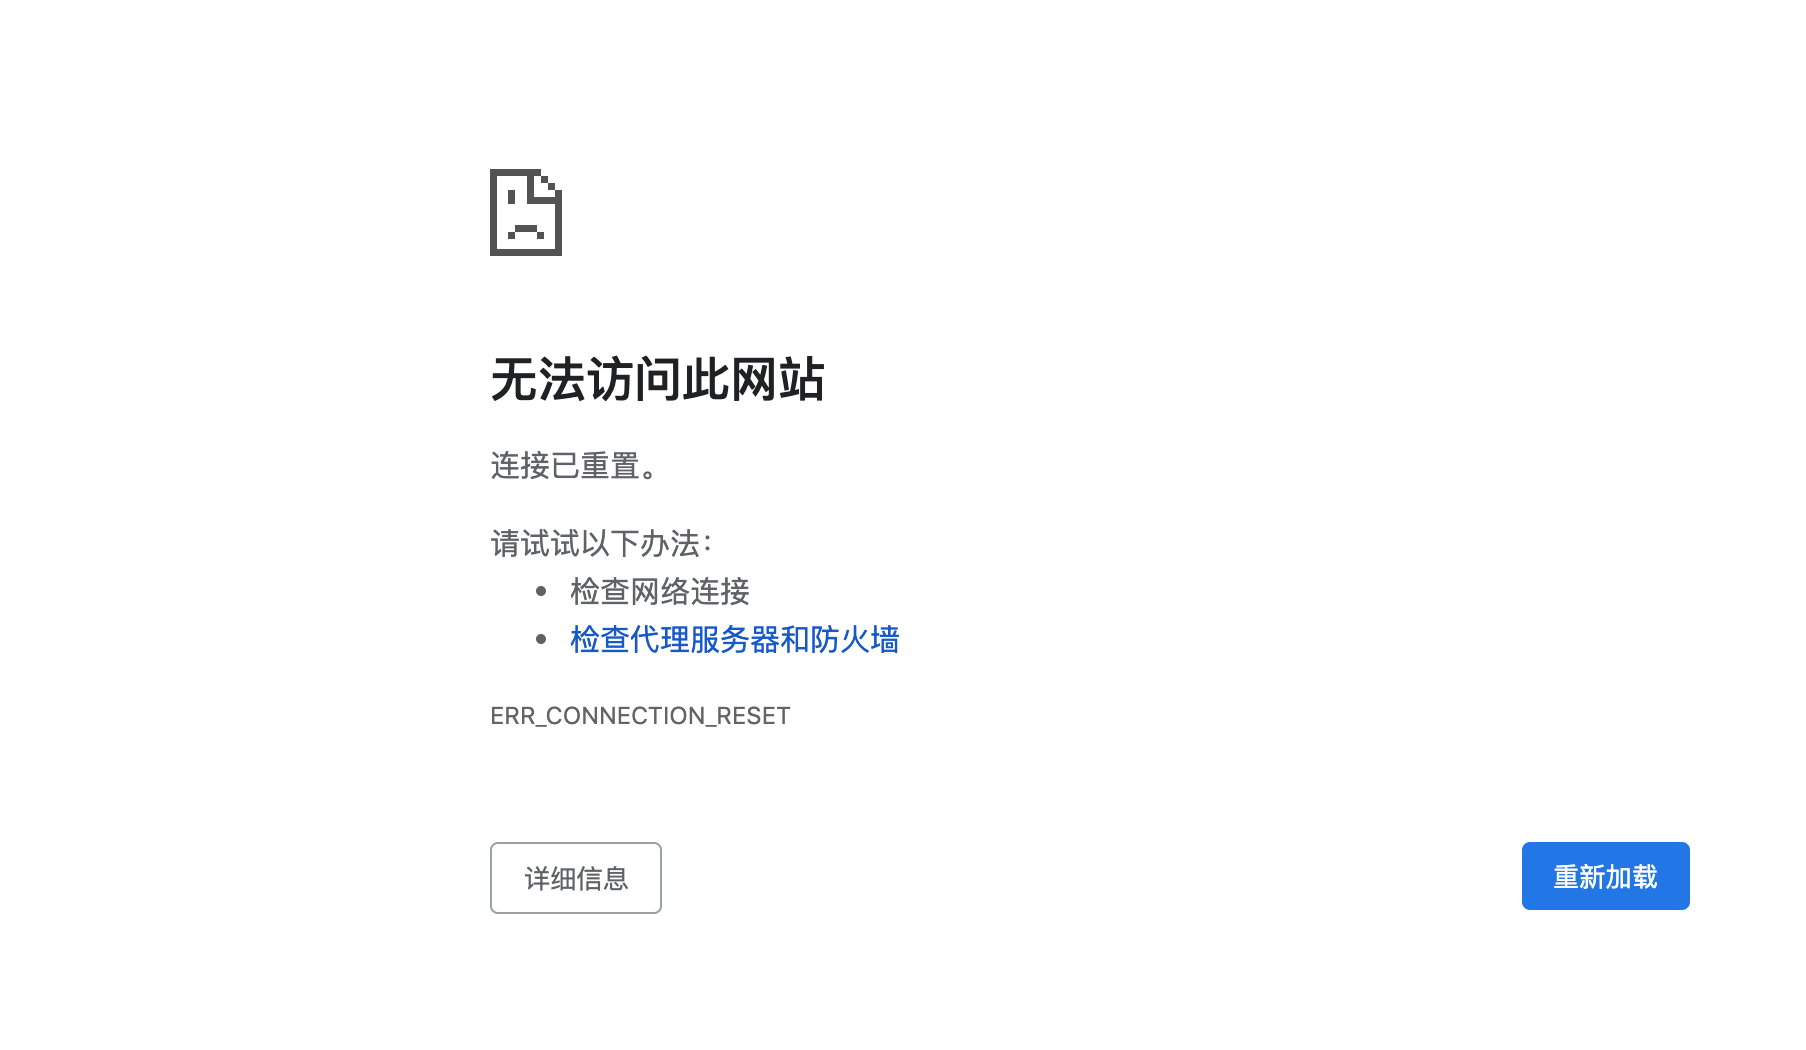 无法访问此网站
连接已重置。
请试试以下办法：
检查网络连接
检查代理服务器和防火墙
ERR_CONNECTION_RESET
详细信息
重新加载